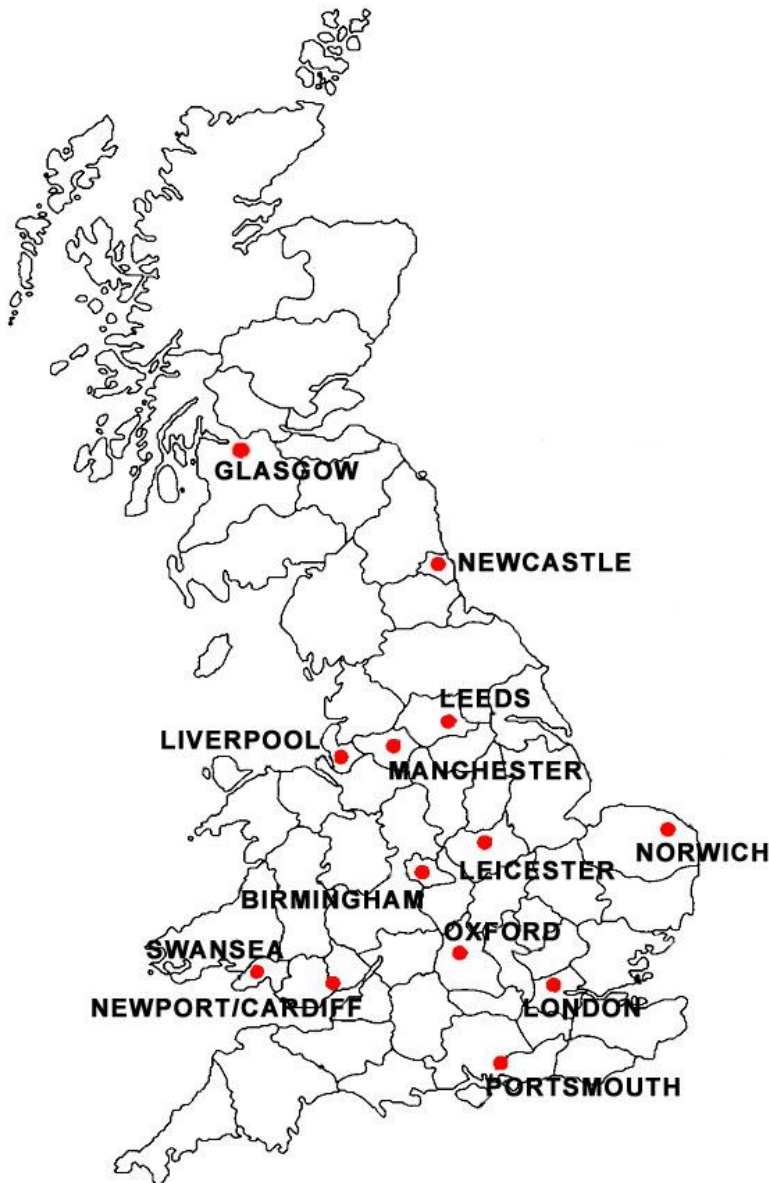 GLASGOW
NEWCASTLE
LEEDS
LIVERPOOL
MANCHESTER
NORWICH
LEICESTER
BIRMINGHAM
OXFORD
SWANSEA
NEWPORT/CARDIFF
LONDON
PORTSMOUTH